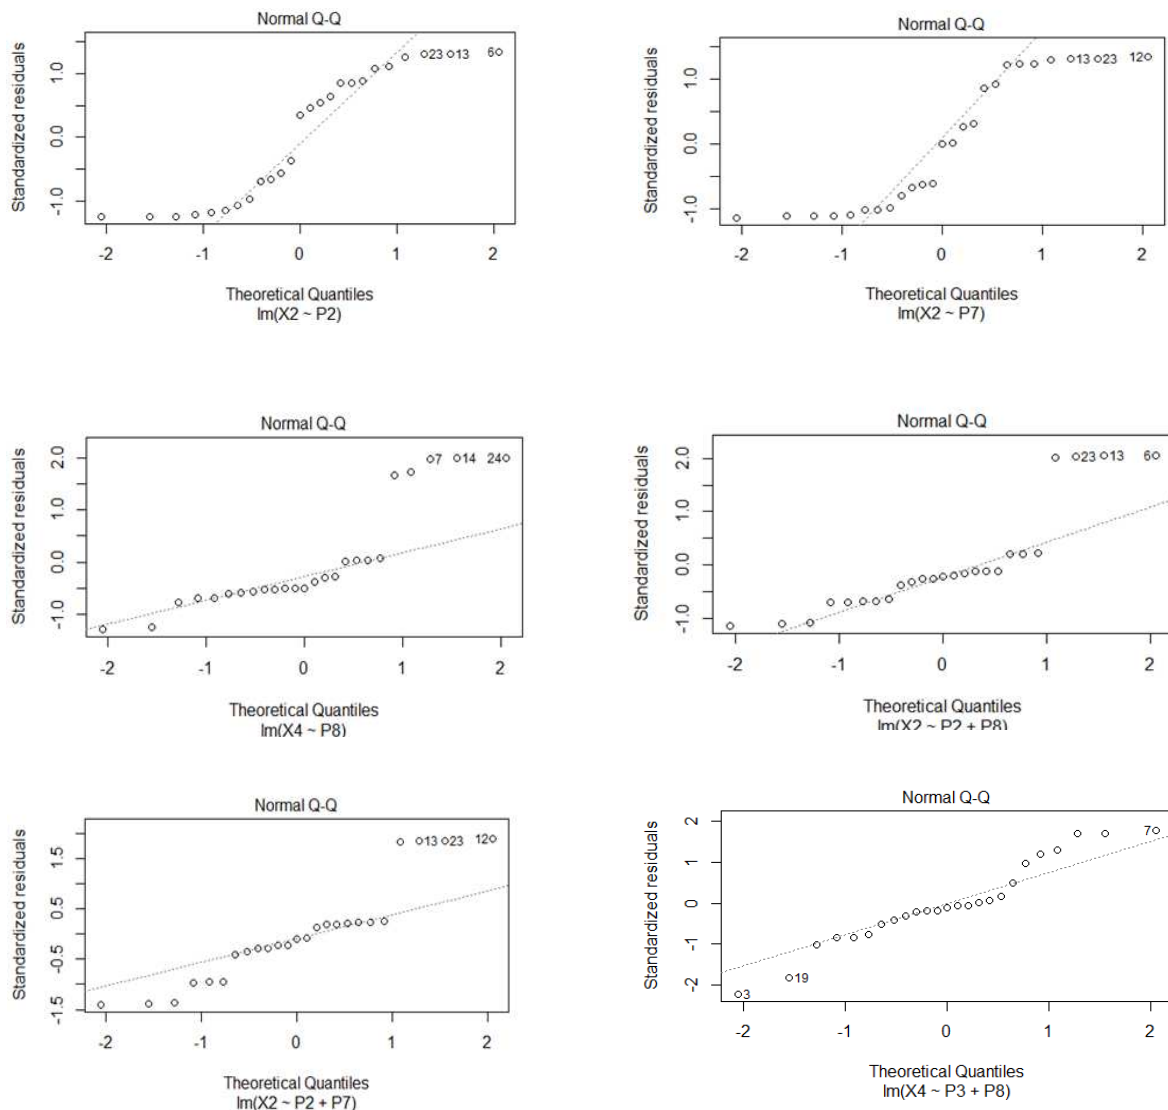 Normal Q-Q
Standardized residuals
1.0
0.0
-1.0
23 13 6
-2 -1 0 1 2
Theoretical Quantiles
lm(X2 ~ P2)
Normal Q-Q
Standardized residuals
1.0
0.0
-1.0
13 23 12
-2 -1 0 1 2
Theoretical Quantiles
lm(X2 ~ P7)
Normal Q-Q
Standardized residuals
2.0
1.0
0.0
-1.0
7 14 24
-2 -1 0 1 2
Theoretical Quantiles
lm(X4 ~ P8)
Normal Q-Q
Standardized residuals
2.0
1.0
0.0
-1.0
23 13 6
-2 -1 0 1 2
Theoretical Quantiles
lm(X2 ~ P2 + P8)
Normal Q-Q
Standardized residuals
1.5
0.5
-0.5
-1.5
13 23 12
-2 -1 0 1 2
Theoretical Quantiles
lm(X2 ~ P2 + P7)
Normal Q-Q
Standardized residuals
2
1
0
-1
-2
7
19
3
-2 -1 0 1 2
Theoretical Quantiles
lm(X4 ~ P3 + P8)